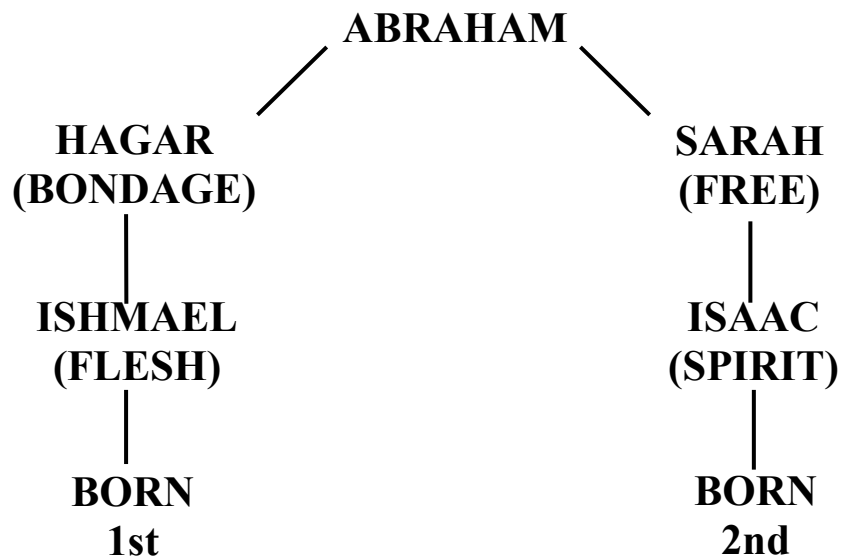 ABRAHAM
HAGAR
(BONDAGE)
SARAH
(FREE)
ISHMAEL
(FLESH)
ISAAC
(SPIRIT)
BORN
1st
BORN
2nd